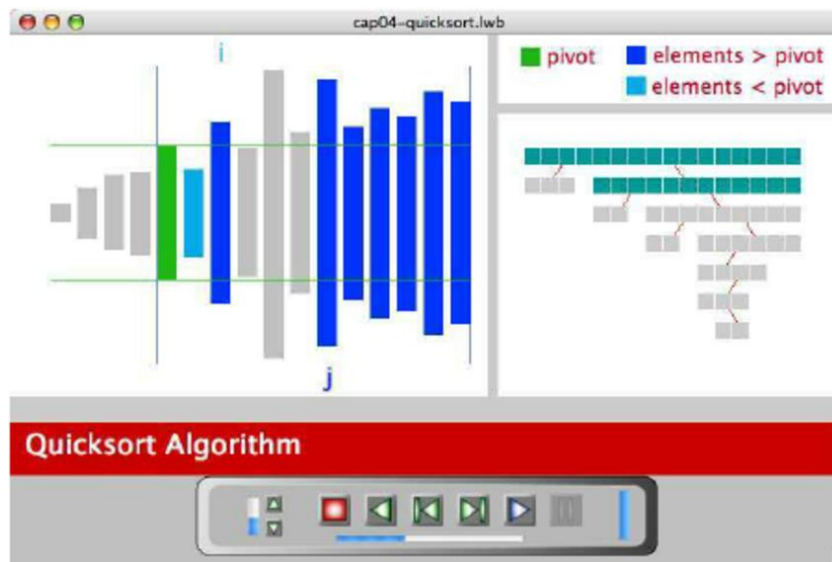 cap04-quicksort.lwb
i
pivot
elements > pivot
elements < pivot
j
Quicksort Algorithm